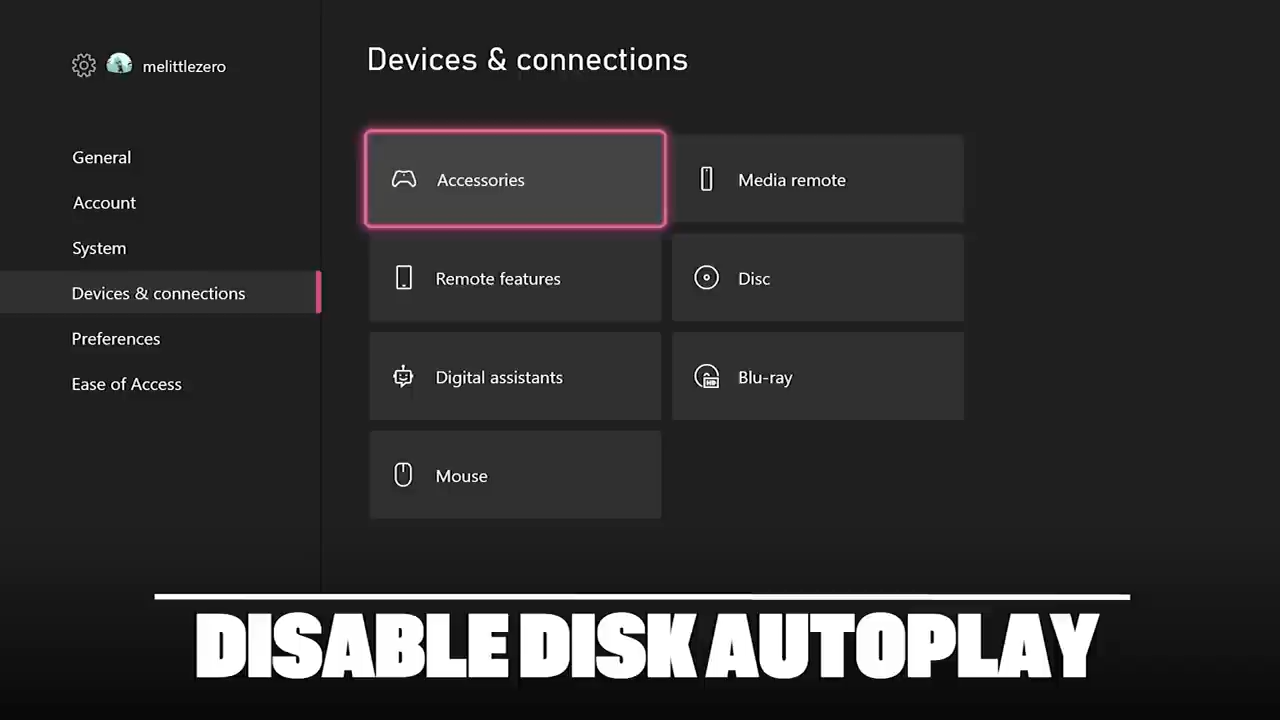 melittlezero
General
Account
System
Devices & connections
Preferences
Ease of Access
Devices & connections
Accessories
Media remote
Remote features
Disc
Digital assistants
HD
Blu-ray
Mouse
DISABLE DISK AUTOPLAY